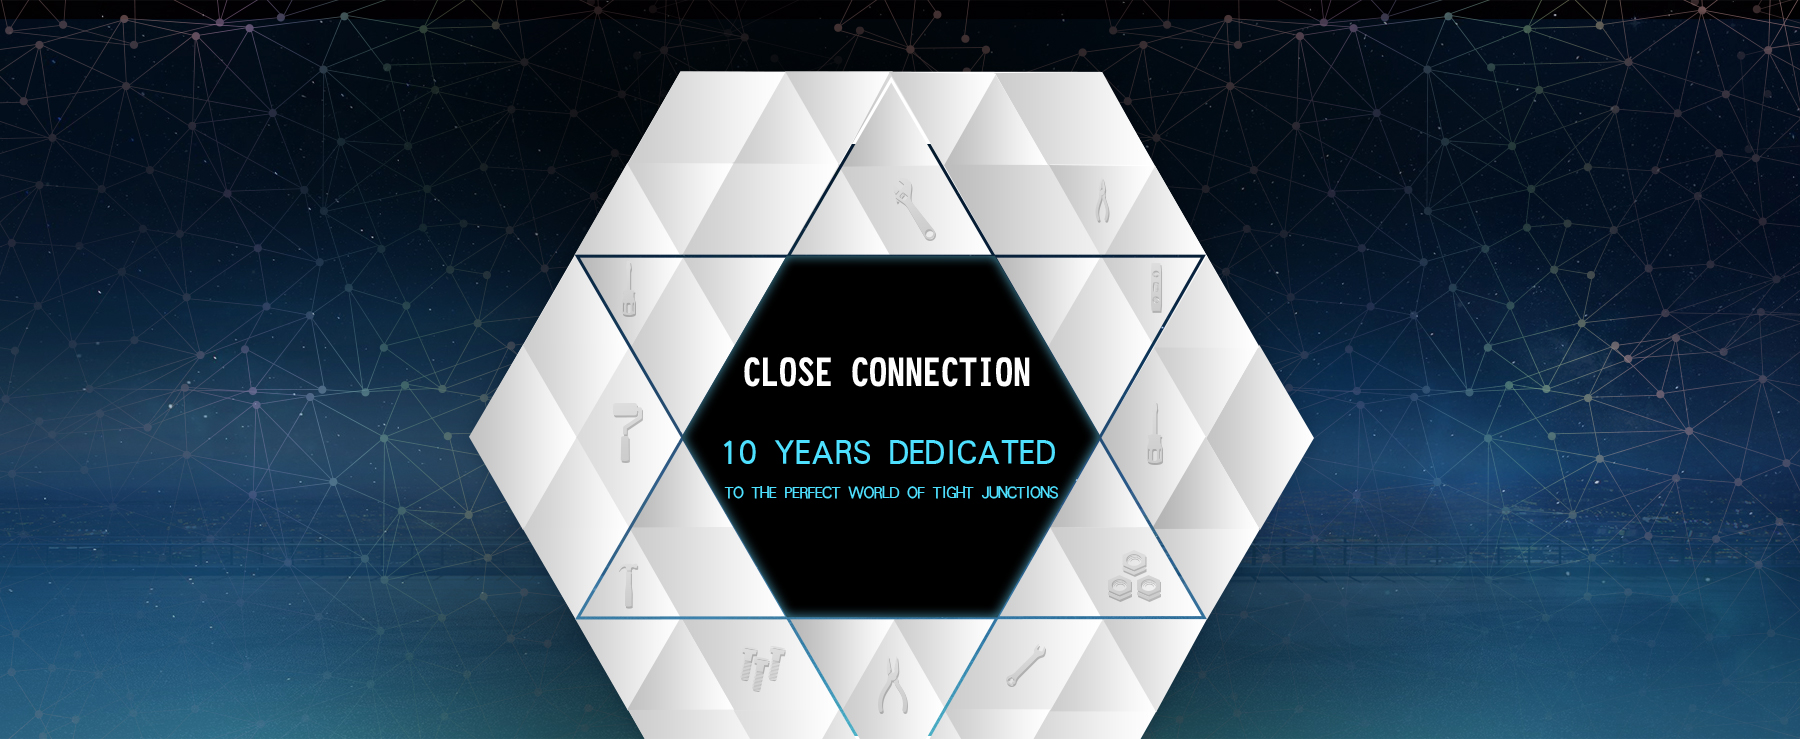 CLOSE CONNECTION
10 YEARS DEDICATED
TO THE PERFECT WORLD OF TIGHT JUNCTIONS